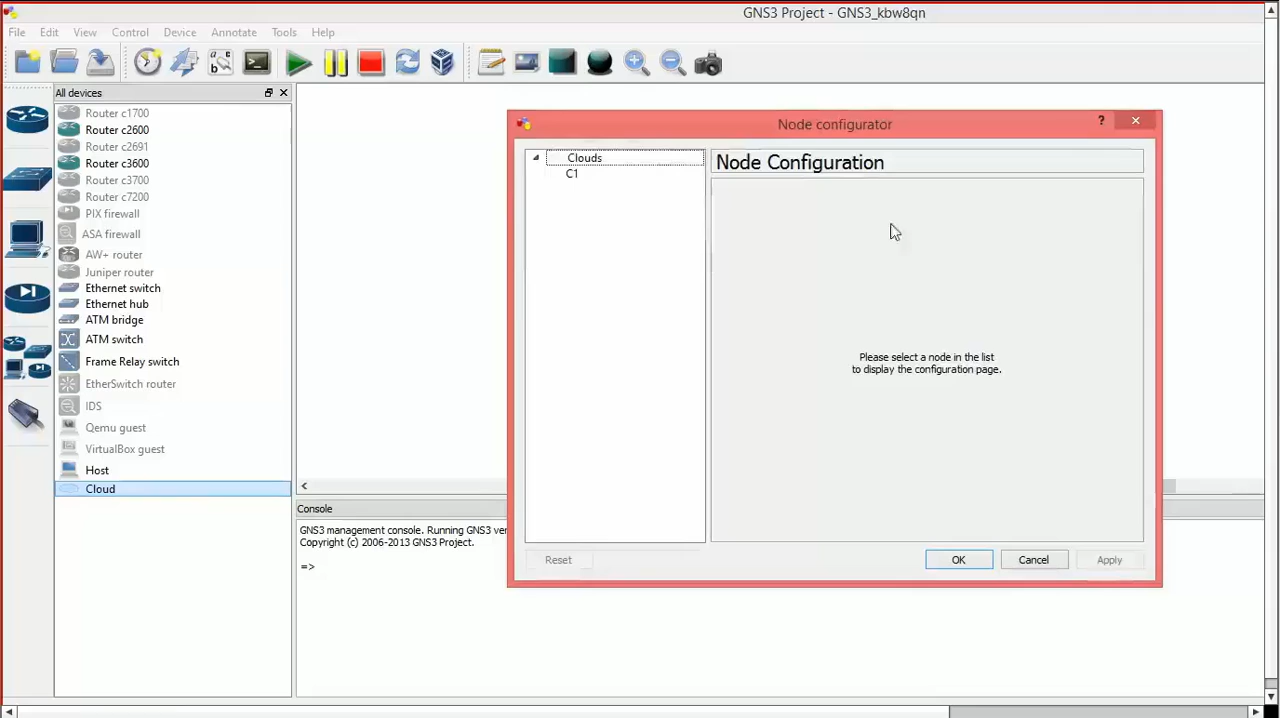 GNS3 Project - GNS3_kbw8qn
File Edit View Control Device Annotate Tools Help
All devices
Router c1700
Router c2600
Router c2691
Router c3600
Router c3700
Router c7200
PIX firewall
ASA firewall
AW+ router
Juniper router
Ethernet switch
Ethernet hub
ATM bridge
ATM switch
Frame Relay switch
EtherSwitch router
IDS
Qemu guest
VirtualBox guest
Host
Cloud
Node configurator
Clouds
C1
Node Configuration
Please select a node in the list
to display the configuration page.
Reset OK Cancel Apply
Console
GNS3 management console. Running GNS3 ver
Copyright (c) 2006-2013 GNS3 Project.
=>